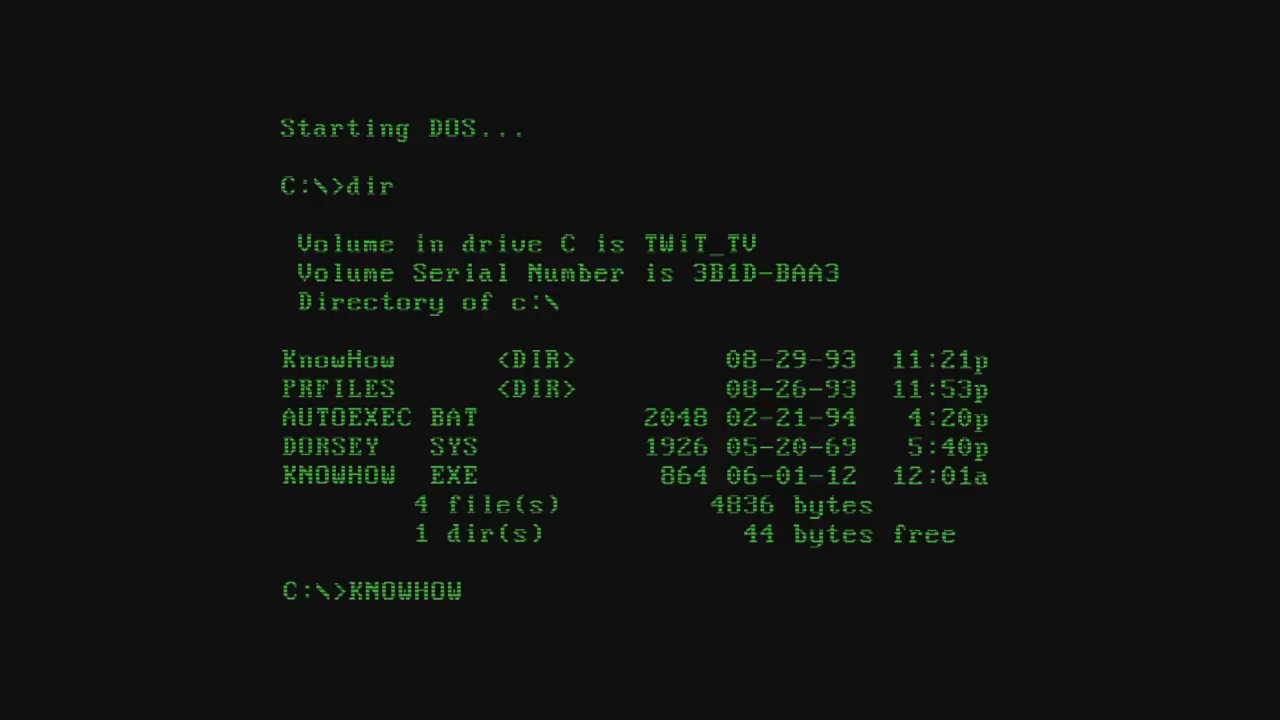 Starting DOS...
C:\>dir
Volume in drive C is TWiT_TV
Volume Serial Number is 3B1D-BAA3
Directory of c:\
KnowHow <DIR> 08-29-93 11:21p
PRFILES <DIR> 08-26-93 11:53p
AUTOEXEC BAT 2048 02-21-94 4:20p
DORSEY SYS 1926 05-20-69 5:40p
KNOWHOW EXE 864 06-01-12 12:01a
4 file(s) 4836 bytes
1 dir(s) 44 bytes free
C:\>KNOWHOW